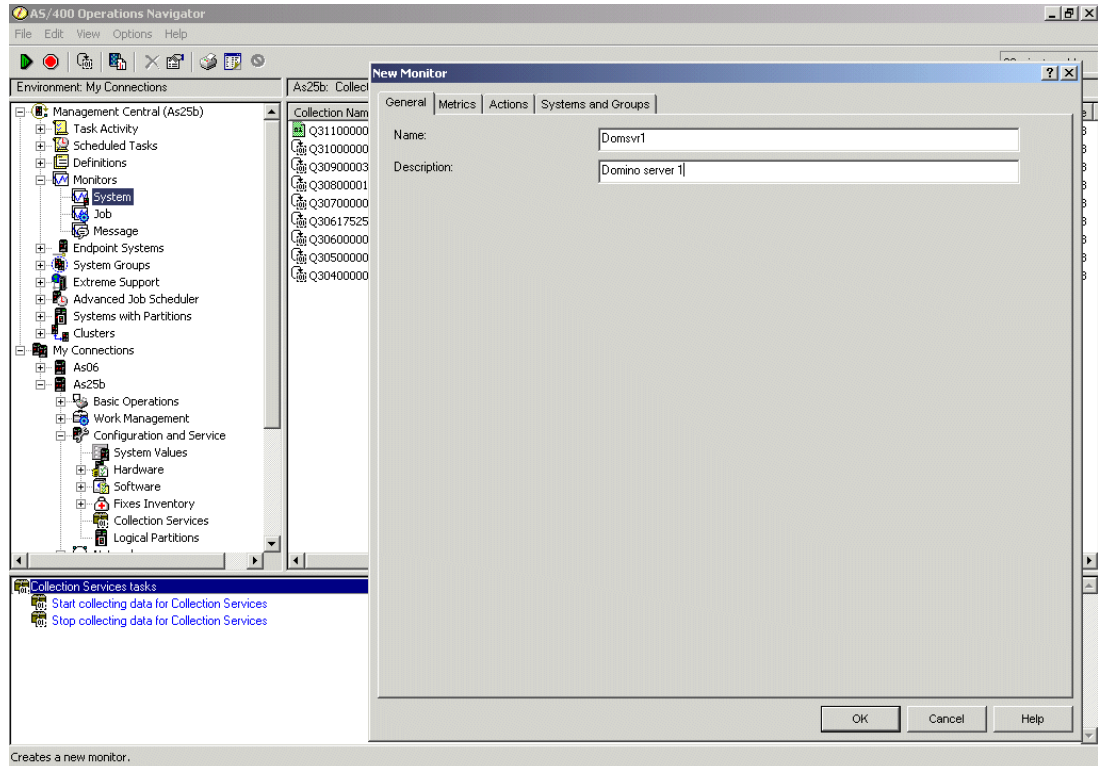 AS/400 Operations Navigator
File Edit View Options Help
Environment: My Connections
As25b: Collect
Management Central (As25b)
Task Activity
Scheduled Tasks
Definitions
Monitors
System
Job
Message
Endpoint Systems
System Groups
Extreme Support
Advanced Job Scheduler
Systems with Partitions
Clusters
My Connections
As06
As25b
Basic Operations
Work Management
Configuration and Service
System Values
Hardware
Software
Fixes Inventory
Collection Services
Logical Partitions
Collection Nam
Q31100000
Q31000000
Q30900003
Q30800001
Q30700000
Q30617525
Q30600000
Q30500000
Q30400000
New Monitor
General Metrics Actions Systems and Groups
Name: Domsvr1
Description: Domino server 1
OK Cancel Help
Collection Services tasks
Start collecting data for Collection Services
Stop collecting data for Collection Services
Creates a new monitor.